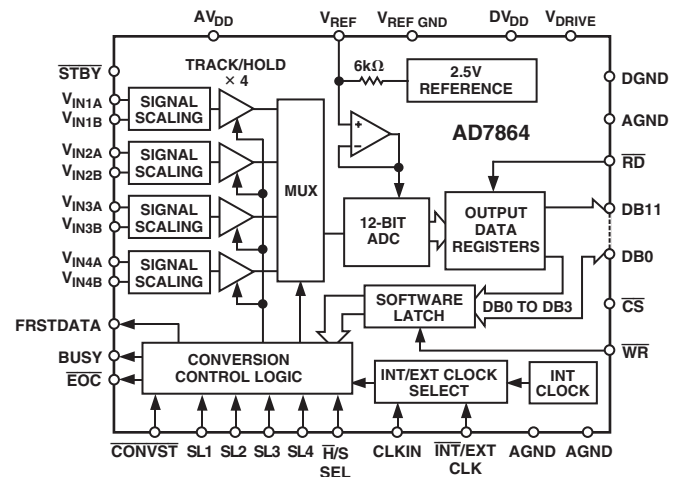 AVDD VREF VREF GND DVDD VDRIVE
STBY
TRACK/HOLD
× 4
6kΩ
2.5V
REFERENCE
DGND
VIN1A
VIN1B
SIGNAL
SCALING
AD7864
AGND
VIN2A
VIN2B
SIGNAL
SCALING
MUX
RD
VIN3A
VIN3B
SIGNAL
SCALING
12-BIT
ADC
OUTPUT
DATA
REGISTERS
DB11
DB0
VIN4A
VIN4B
SIGNAL
SCALING
SOFTWARE
LATCH
DB0 TO DB3
CS
FRSTDATA
WR
BUSY
EOC
CONVERSION
CONTROL LOGIC
INT/EXT CLOCK
SELECT
INT
CLOCK
CONVST SL1 SL2 SL3 SL4 H/S
SEL
CLKIN INT/EXT
CLK
AGND AGND